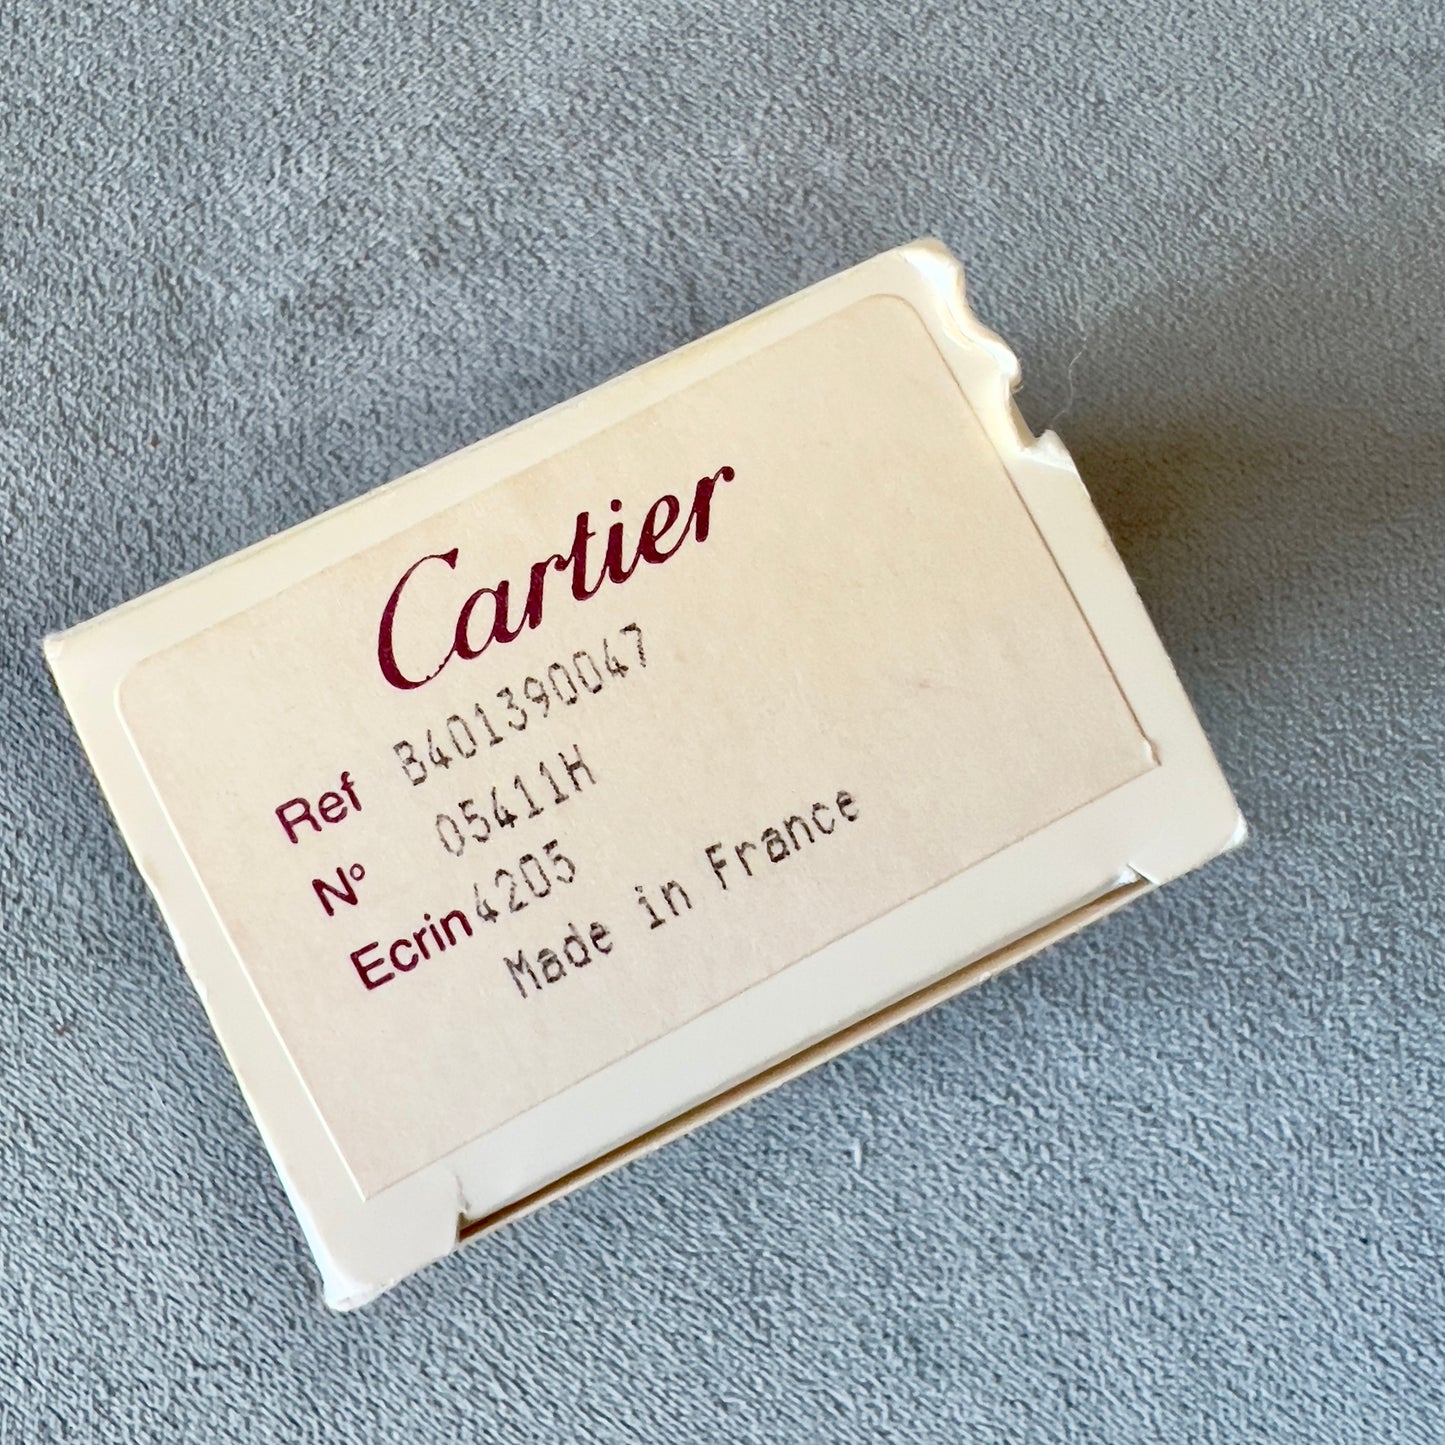 Cartier
Ref B401390047
N° 05411H
Ecrin 4205
Made in France